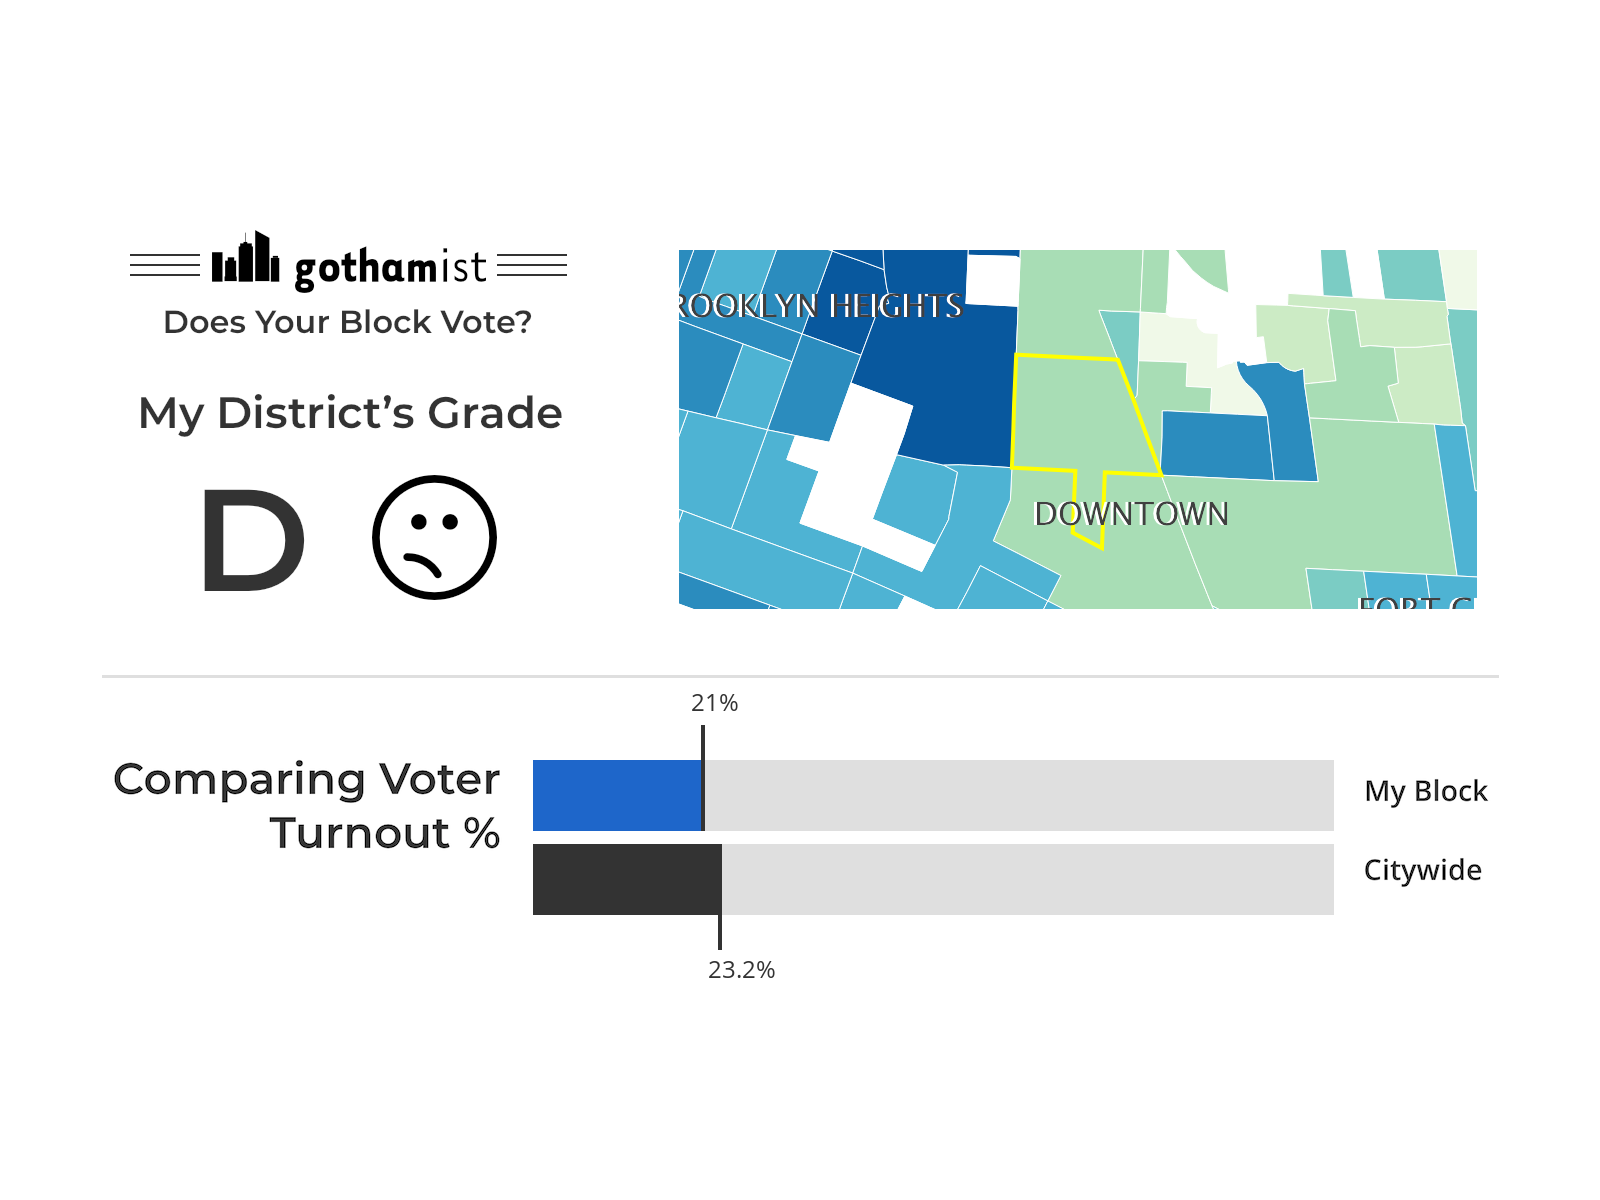 gothamist
Does Your Block Vote?
My District's Grade
D
ROOKLYN HEIGHTS
DOWNTOWN
21%
Comparing Voter
Turnout %
My Block
Citywide
23.2%